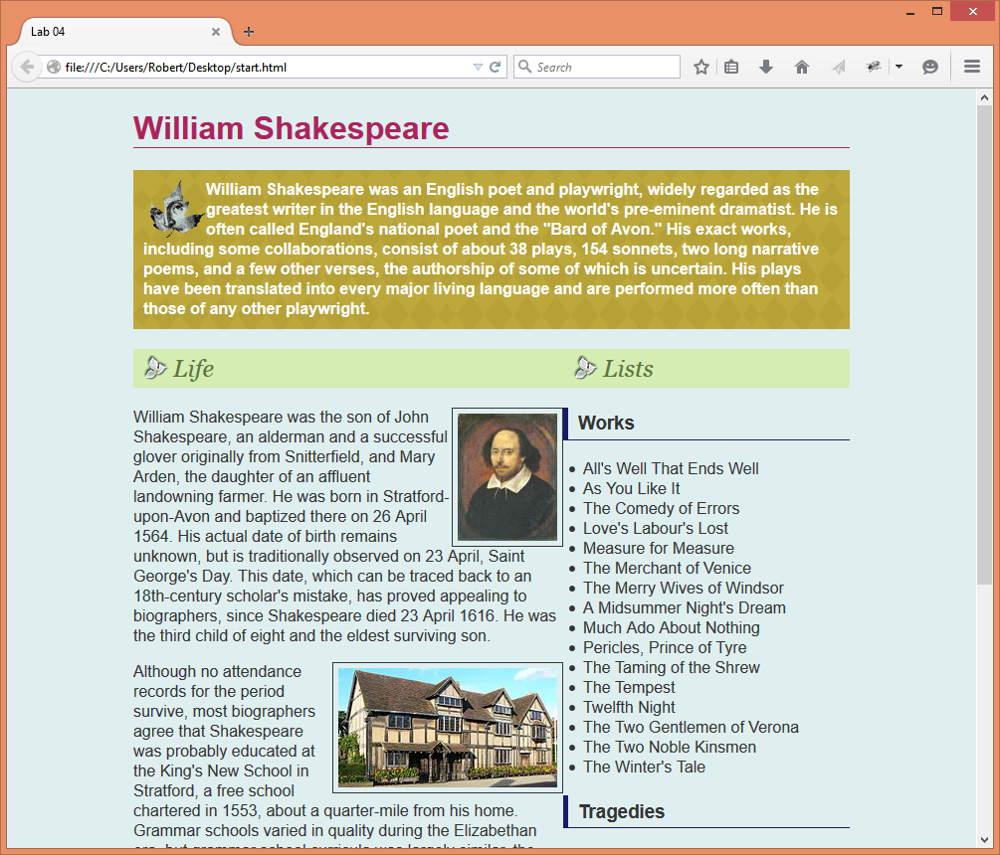 Lab 04
file:///C:/Users/Robert/Desktop/start.html
Search
William Shakespeare
William Shakespeare was an English poet and playwright, widely regarded as the
greatest writer in the English language and the world's pre-eminent dramatist. He is
often called England's national poet and the "Bard of Avon." His exact works,
including some collaborations, consist of about 38 plays, 154 sonnets, two long narrative
poems, and a few other verses, the authorship of some of which is uncertain. His plays
have been translated into every major living language and are performed more often than
those of any other playwright.
Life
William Shakespeare was the son of John
Shakespeare, an alderman and a successful
glover originally from Snitterfield, and Mary
Arden, the daughter of an affluent
landowning farmer. He was born in Stratford-
upon-Avon and baptized there on 26 April
1564. His actual date of birth remains
unknown, but is traditionally observed on 23 April, Saint
George's Day. This date, which can be traced back to an
18th-century scholar's mistake, has proved appealing to
biographers, since Shakespeare died 23 April 1616. He was
the third child of eight and the eldest surviving son.
Although no attendance
records for the period
survive, most biographers
agree that Shakespeare
was probably educated at
the King's New School in
Stratford, a free school
chartered in 1553, about a quarter-mile from his home.
Grammar schools varied in quality during the Elizabethan
era, but grammar school curricula was largely similar, the
Lists
Works
All's Well That Ends Well
As You Like It
The Comedy of Errors
Love's Labour's Lost
Measure for Measure
The Merchant of Venice
The Merry Wives of Windsor
A Midsummer Night's Dream
Much Ado About Nothing
Pericles, Prince of Tyre
The Taming of the Shrew
The Tempest
Twelfth Night
The Two Gentlemen of Verona
The Two Noble Kinsmen
The Winter's Tale
Tragedies